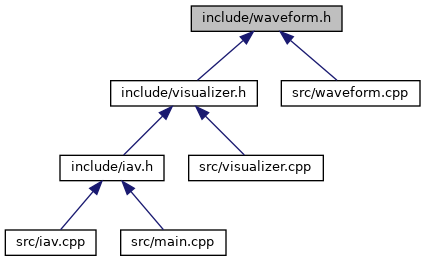 include/waveform.h
include/visualizer.h
src/waveform.cpp
include/iav.h
src/visualizer.cpp
src/iav.cpp
src/main.cpp